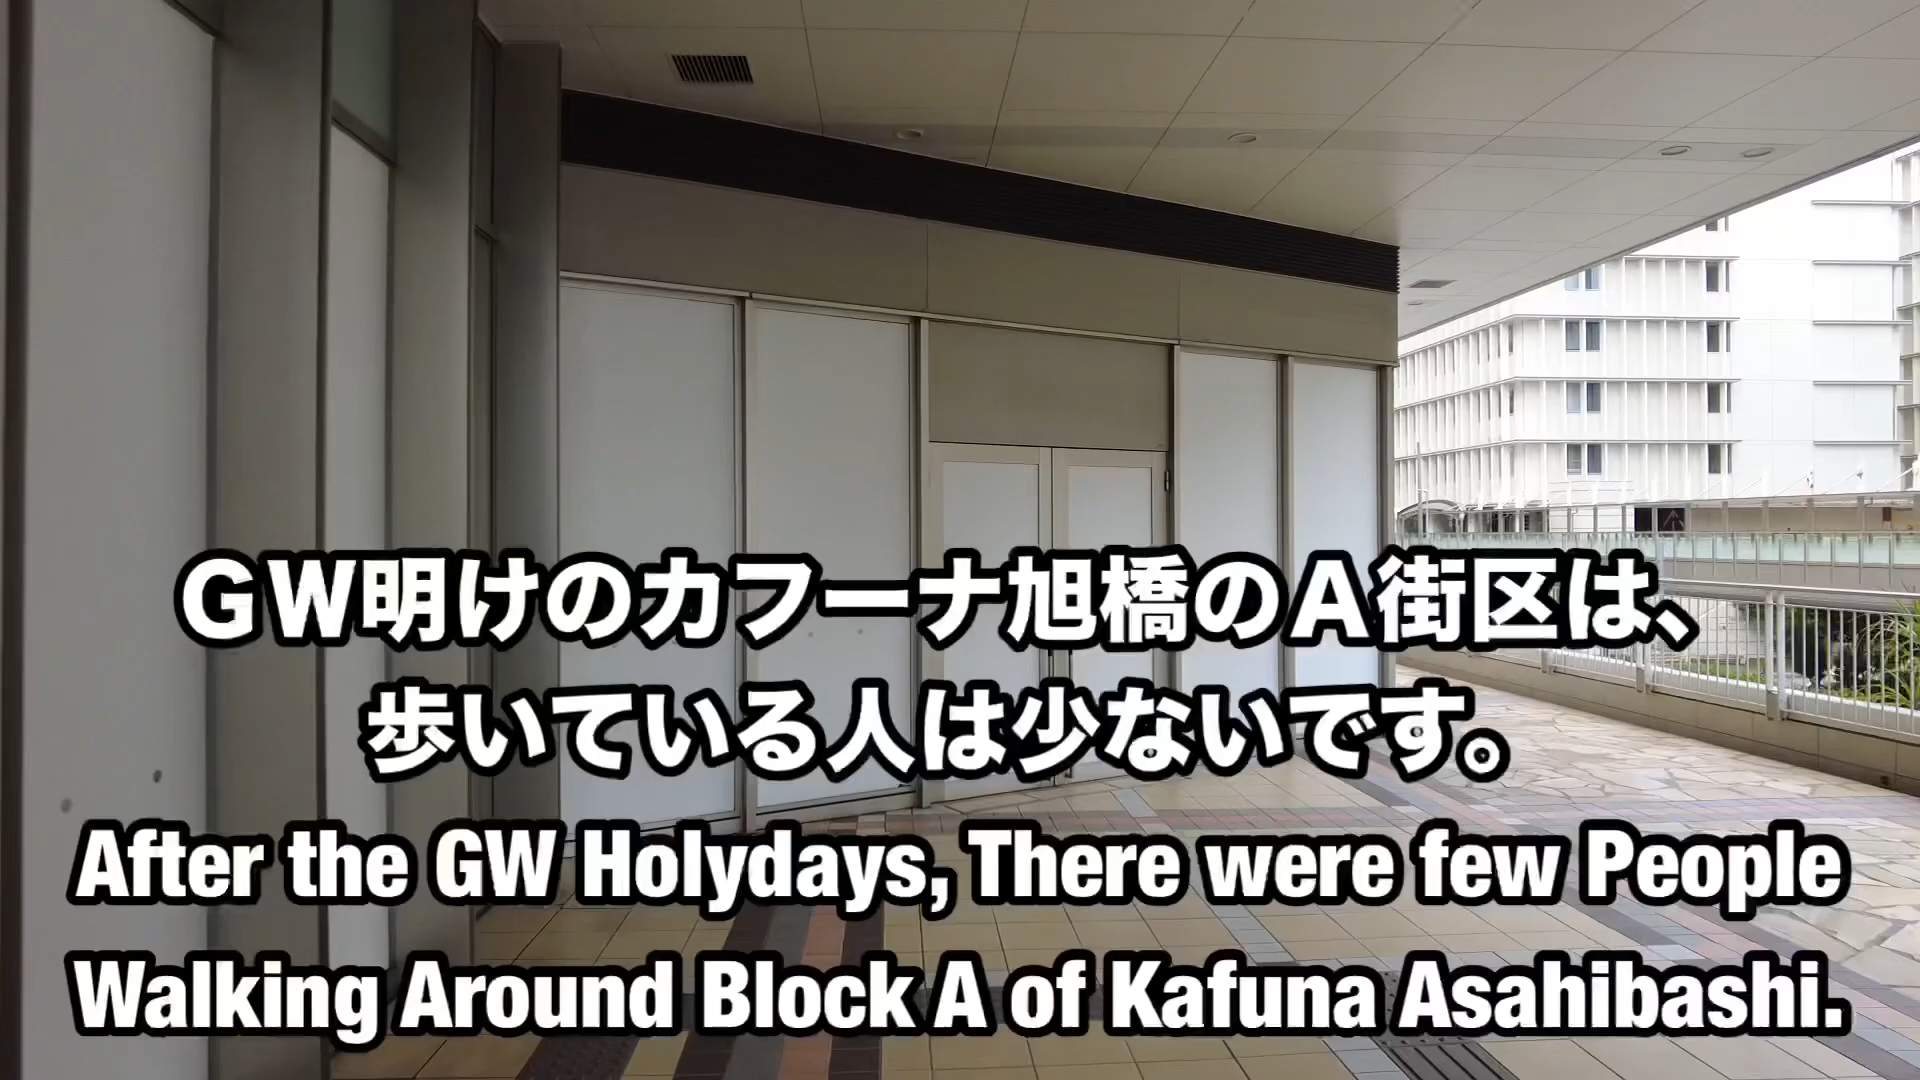 GW明けのカフーナ旭橋のA街区は、
歩いている人は少ないです。
After the GW Holydays, There were few People
Walking Around Block A of Kafuna Asahibashi.